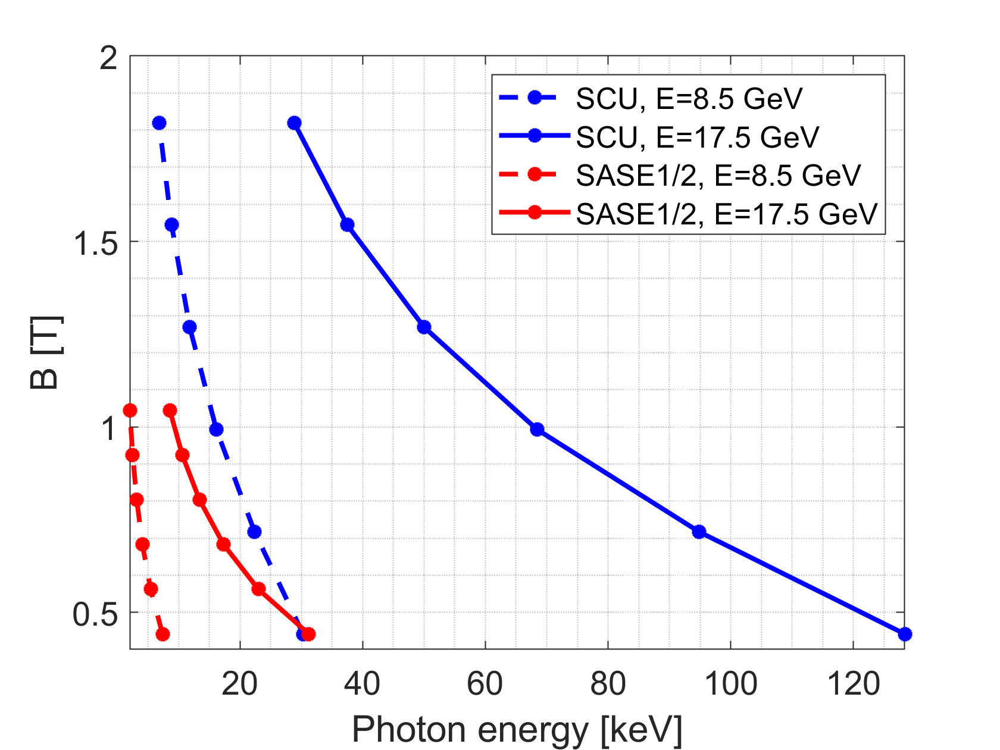 2
1.5
1
0.5
B [T]
SCU, E=8.5 GeV
SCU, E=17.5 GeV
SASE1/2, E=8.5 GeV
SASE1/2, E=17.5 GeV
20 40 60 80 100 120
Photon energy [keV]